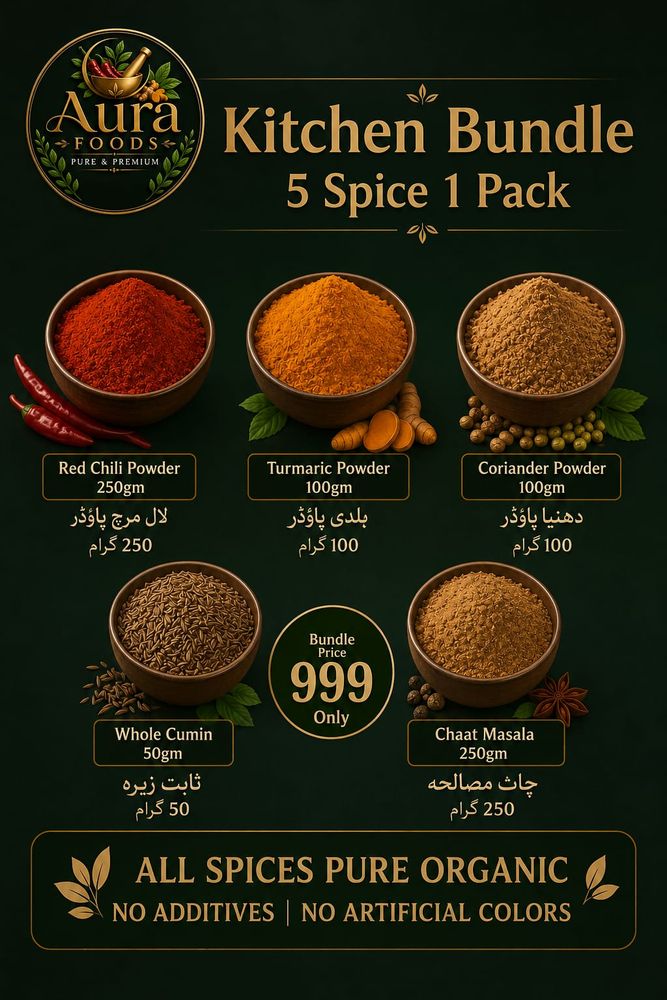 Aura
FOODS
PURE & PREMIUM
Kitchen Bundle
5 Spice 1 Pack
Red Chili Powder
250gm
لال مرچ پاؤڈر
250 گرام
Turmeric Powder
100gm
ہلدی پاؤڈر
100 گرام
Coriander Powder
100gm
دھنیا پاؤڈر
100 گرام
Whole Cumin
50gm
ثابت زیرہ
50 گرام
Bundle
Price
999
Only
Chaat Masala
250gm
چاٹ مصالحہ
250 گرام
ALL SPICES PURE ORGANIC
NO ADDITIVES | NO ARTIFICIAL COLORS